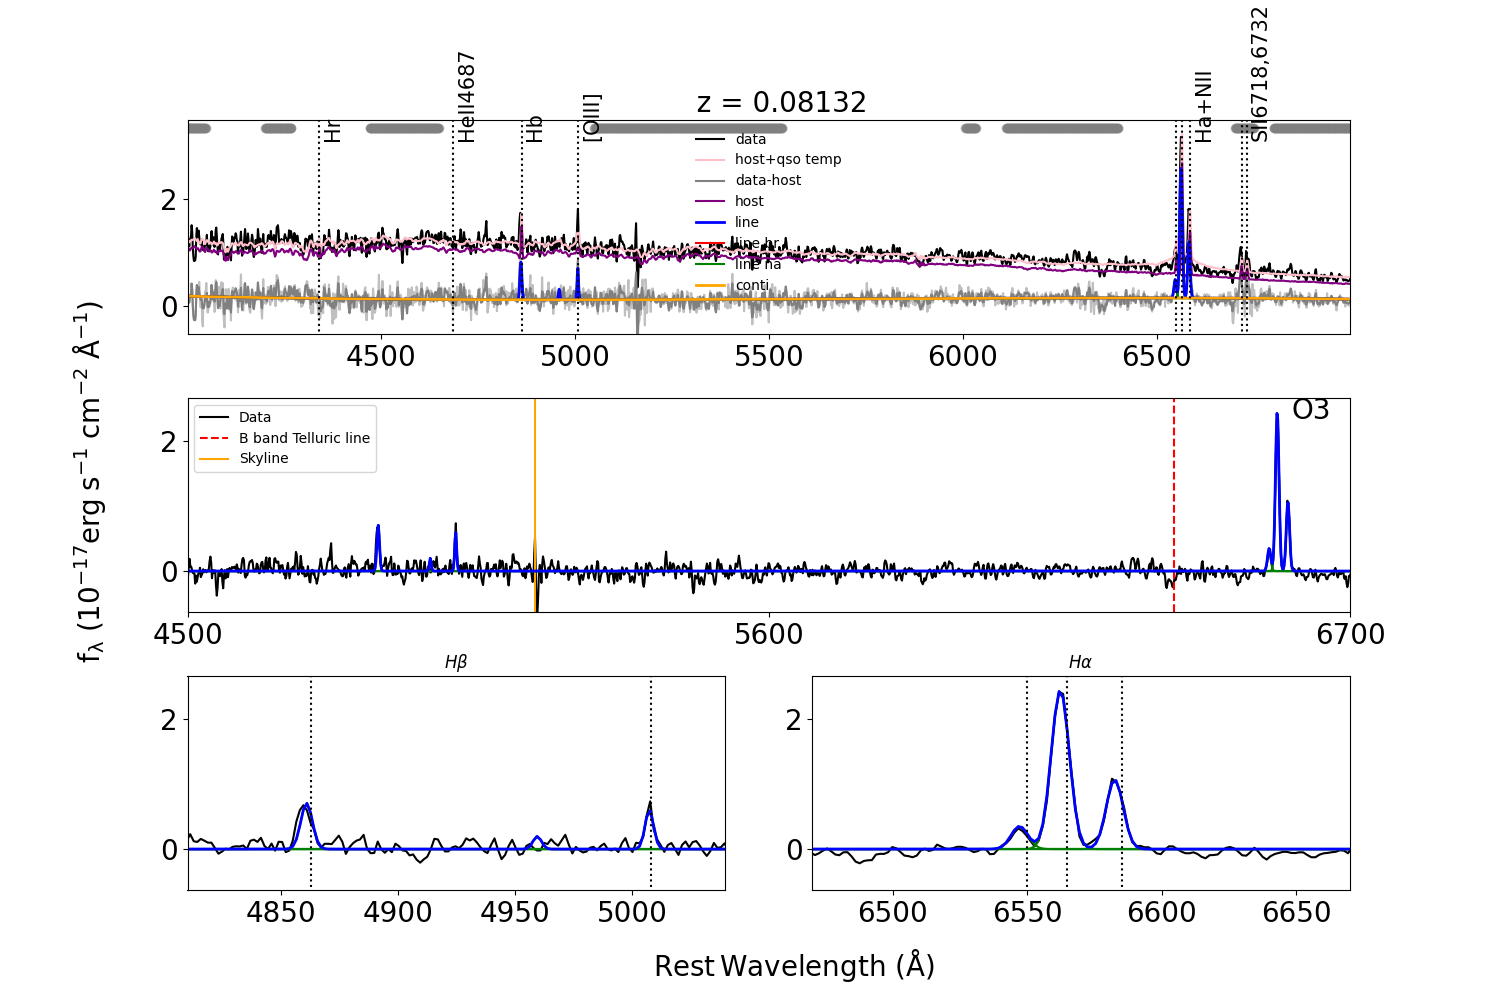 z = 0.08132
Hr
HeII4687
Hb
[OIII]
Ha+NII
SII6718,6732
data
host+qso temp
data-host
host
line
line br
line na
conti
2
0
4500
5000
5500
6000
6500
fλ (10⁻¹⁷erg s⁻¹ cm⁻² Å⁻¹)
Data
B band Telluric line
Skyline
O3
2
0
4500
5600
6700
Hβ
2
0
4850
4900
4950
5000
Hα
2
0
6500
6550
6600
6650
Rest Wavelength (Å)